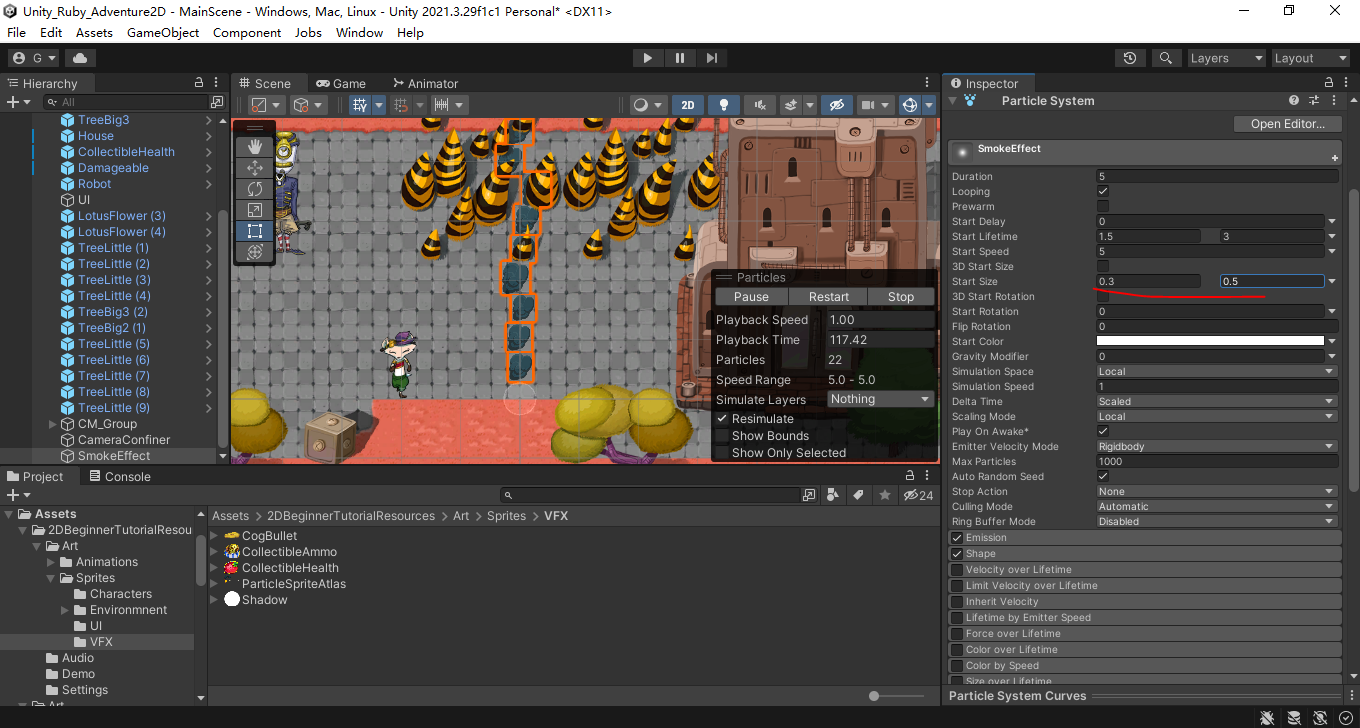 Unity_Ruby_Adventure2D - MainScene - Windows, Mac, Linux - Unity 2021.3.29f1c1 Personal* <DX11>
File Edit Assets GameObject Component Jobs Window Help
G
Layers
Layout
Hierarchy
All
TreeBig3
House
CollectibleHealth
Damageable
Robot
UI
LotusFlower (3)
LotusFlower (4)
TreeLittle (1)
TreeLittle (2)
TreeLittle (3)
TreeLittle (4)
TreeBig3 (2)
TreeBig2 (1)
TreeLittle (5)
TreeLittle (6)
TreeLittle (7)
TreeLittle (8)
TreeLittle (9)
CM_Group
CameraConfiner
SmokeEffect
Scene Game Animator
2D
Particles
Pause Restart Stop
Playback Speed 1.00
Playback Time 117.42
Particles 22
Speed Range 5.0 - 5.0
Simulate Layers Nothing
Resimulate
Show Bounds
Show Only Selected
Inspector
Particle System
Open Editor...
SmokeEffect
Duration 5
Looping
Prewarm
Start Delay 0
Start Lifetime 1.5 3
Start Speed 5
3D Start Size
Start Size 0.3 0.5
3D Start Rotation
Start Rotation 0
Flip Rotation 0
Start Color
Gravity Modifier 0
Simulation Space Local
Simulation Speed 1
Delta Time Scaled
Scaling Mode Local
Play On Awake*
Emitter Velocity Mode Rigidbody
Max Particles 1000
Auto Random Seed
Stop Action None
Culling Mode Automatic
Ring Buffer Mode Disabled
Emission
Shape
Velocity over Lifetime
Limit Velocity over Lifetime
Inherit Velocity
Lifetime by Emitter Speed
Force over Lifetime
Color over Lifetime
Color by Speed
Size over Lifetime
Particle System Curves
Project Console
24
Assets
2DBeginnerTutorialResou
Art
Animations
Sprites
Characters
Environmnent
UI
VFX
Audio
Demo
Settings
Art
Assets > 2DBeginnerTutorialResources > Art > Sprites > VFX
CogBullet
CollectibleAmmo
CollectibleHealth
ParticleSpriteAtlas
Shadow